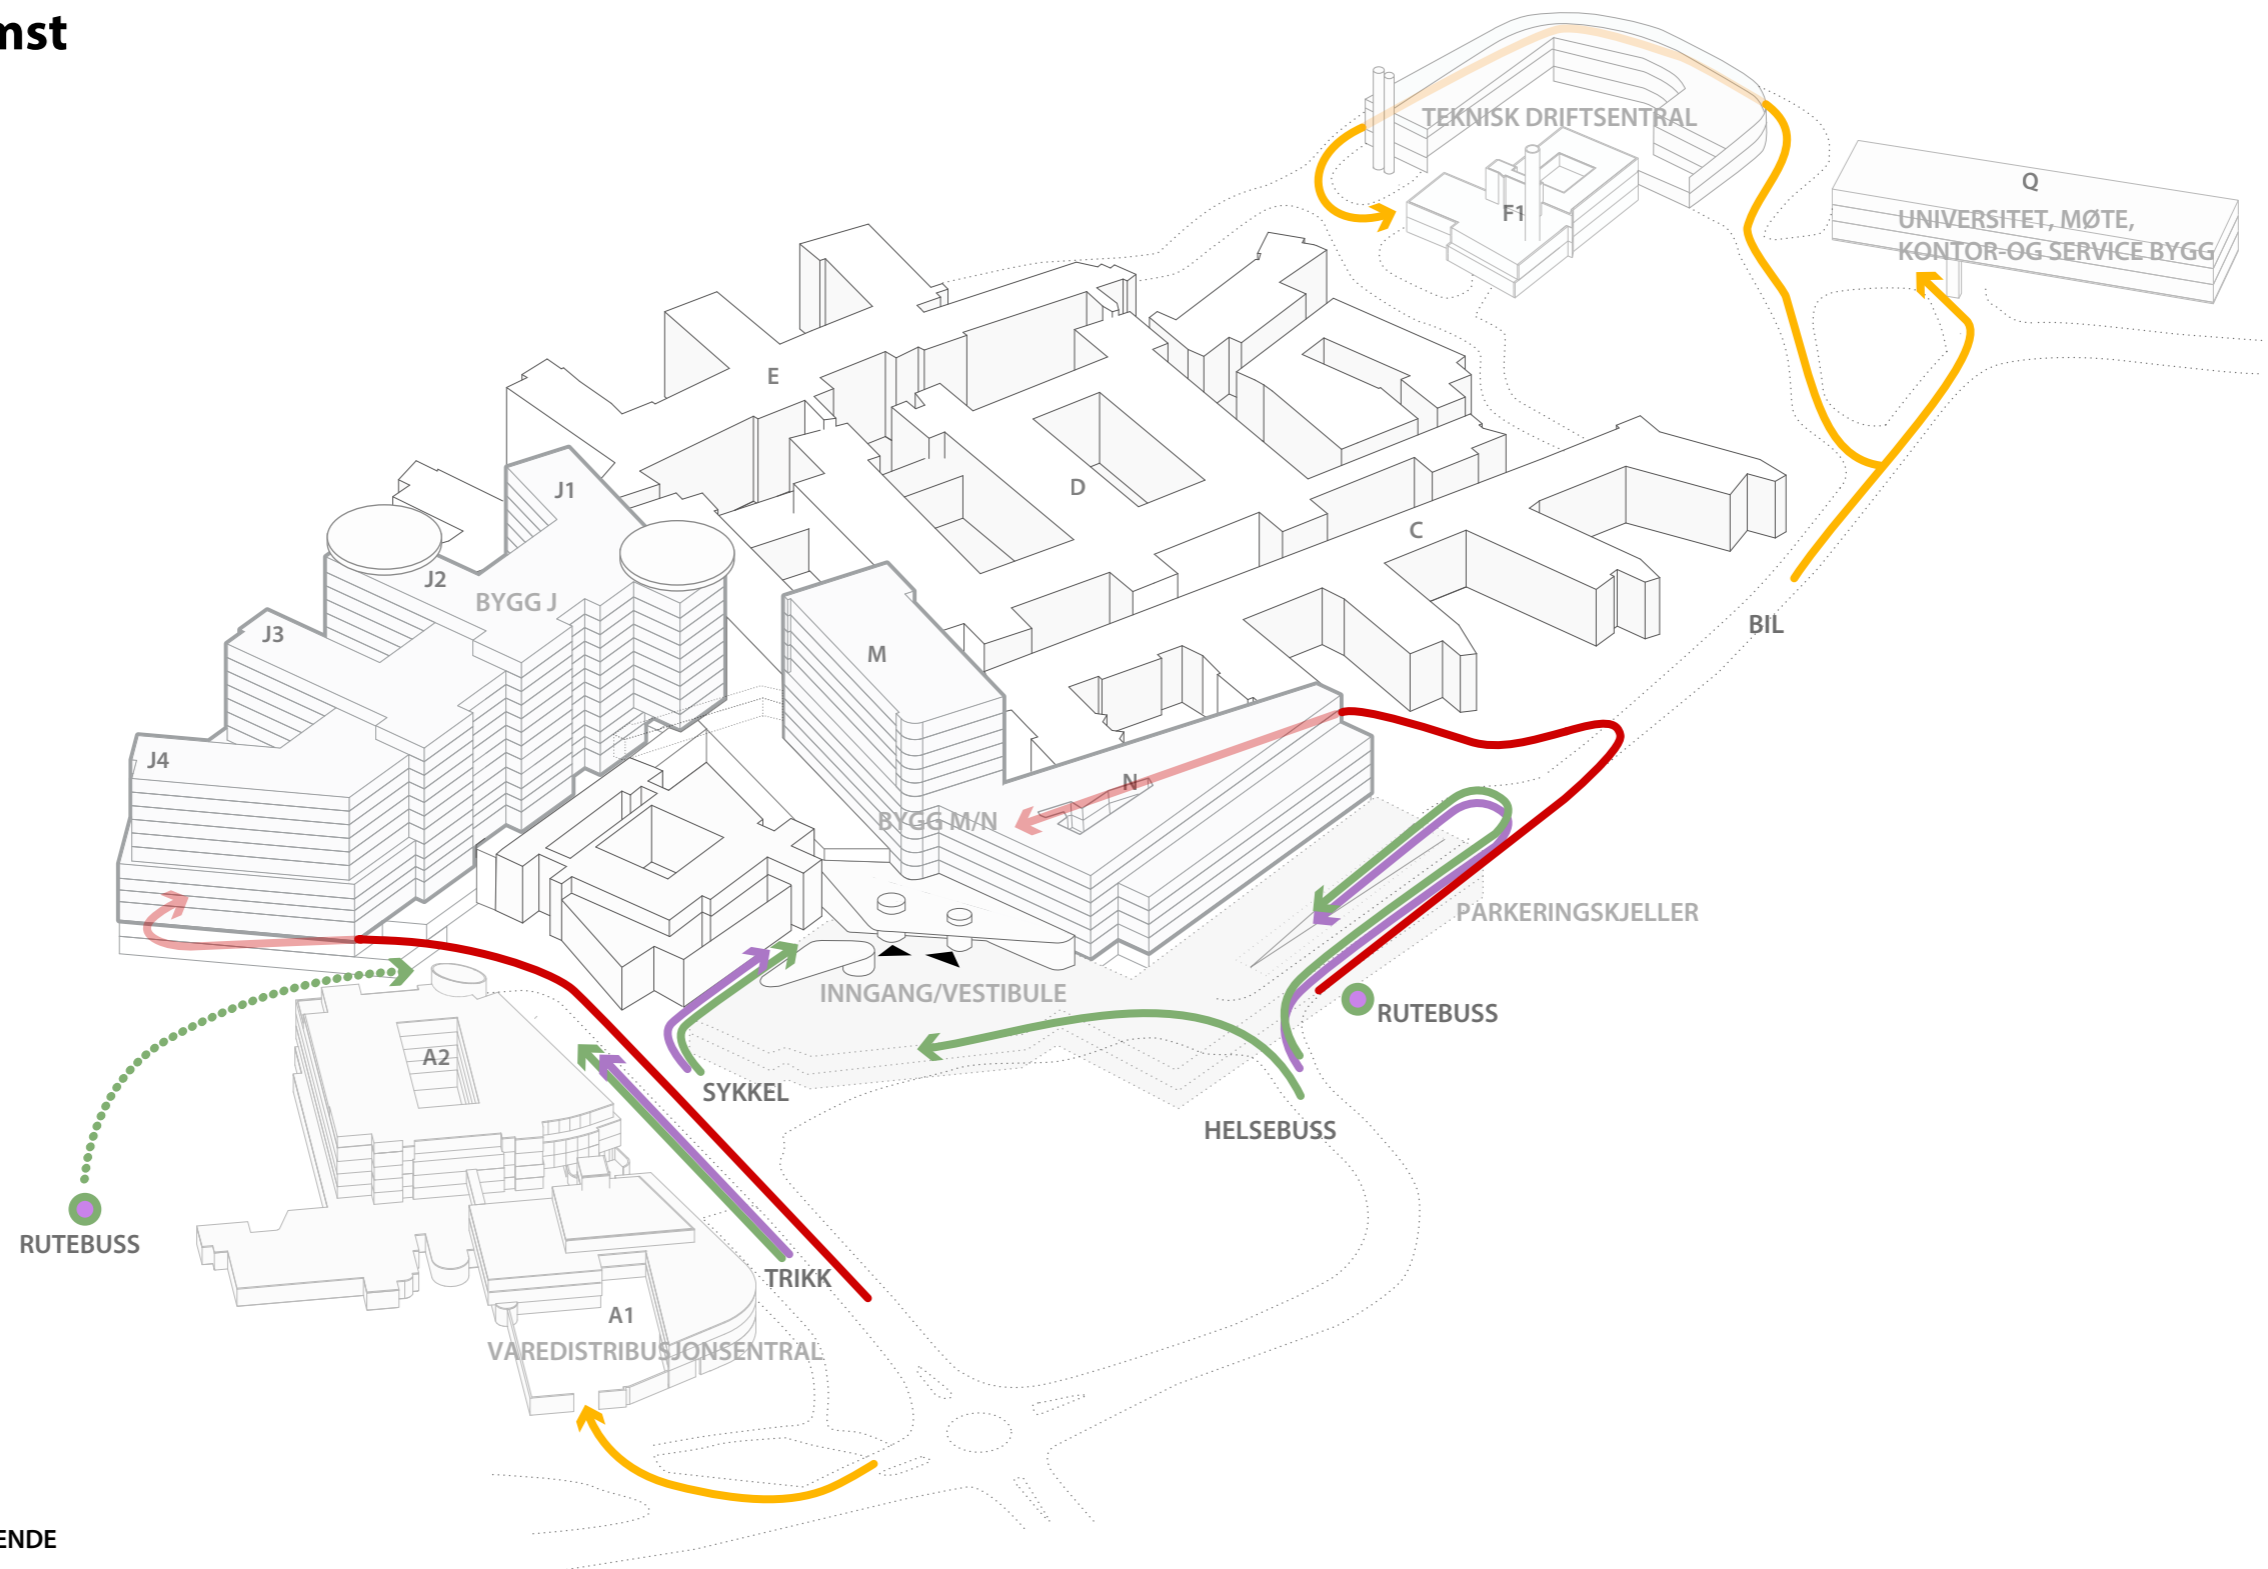 mst
TEKNISK DRIFTSENTRAL
Q
F1
UNIVERSITET, MØTE,
KONTOR-OG SERVICE BYGG
E
D
J1
C
J2
BYGG J
BIL
J3
M
J4
N
BYGG M/N
PARKERINGSKJELLER
INNGANG/VESTIBULE
RUTEBUSS
A2
SYKKEL
HELSEBUSS
RUTEBUSS
TRIKK
A1
VAREDISTRIBUSJONSENTRAL
ENDE